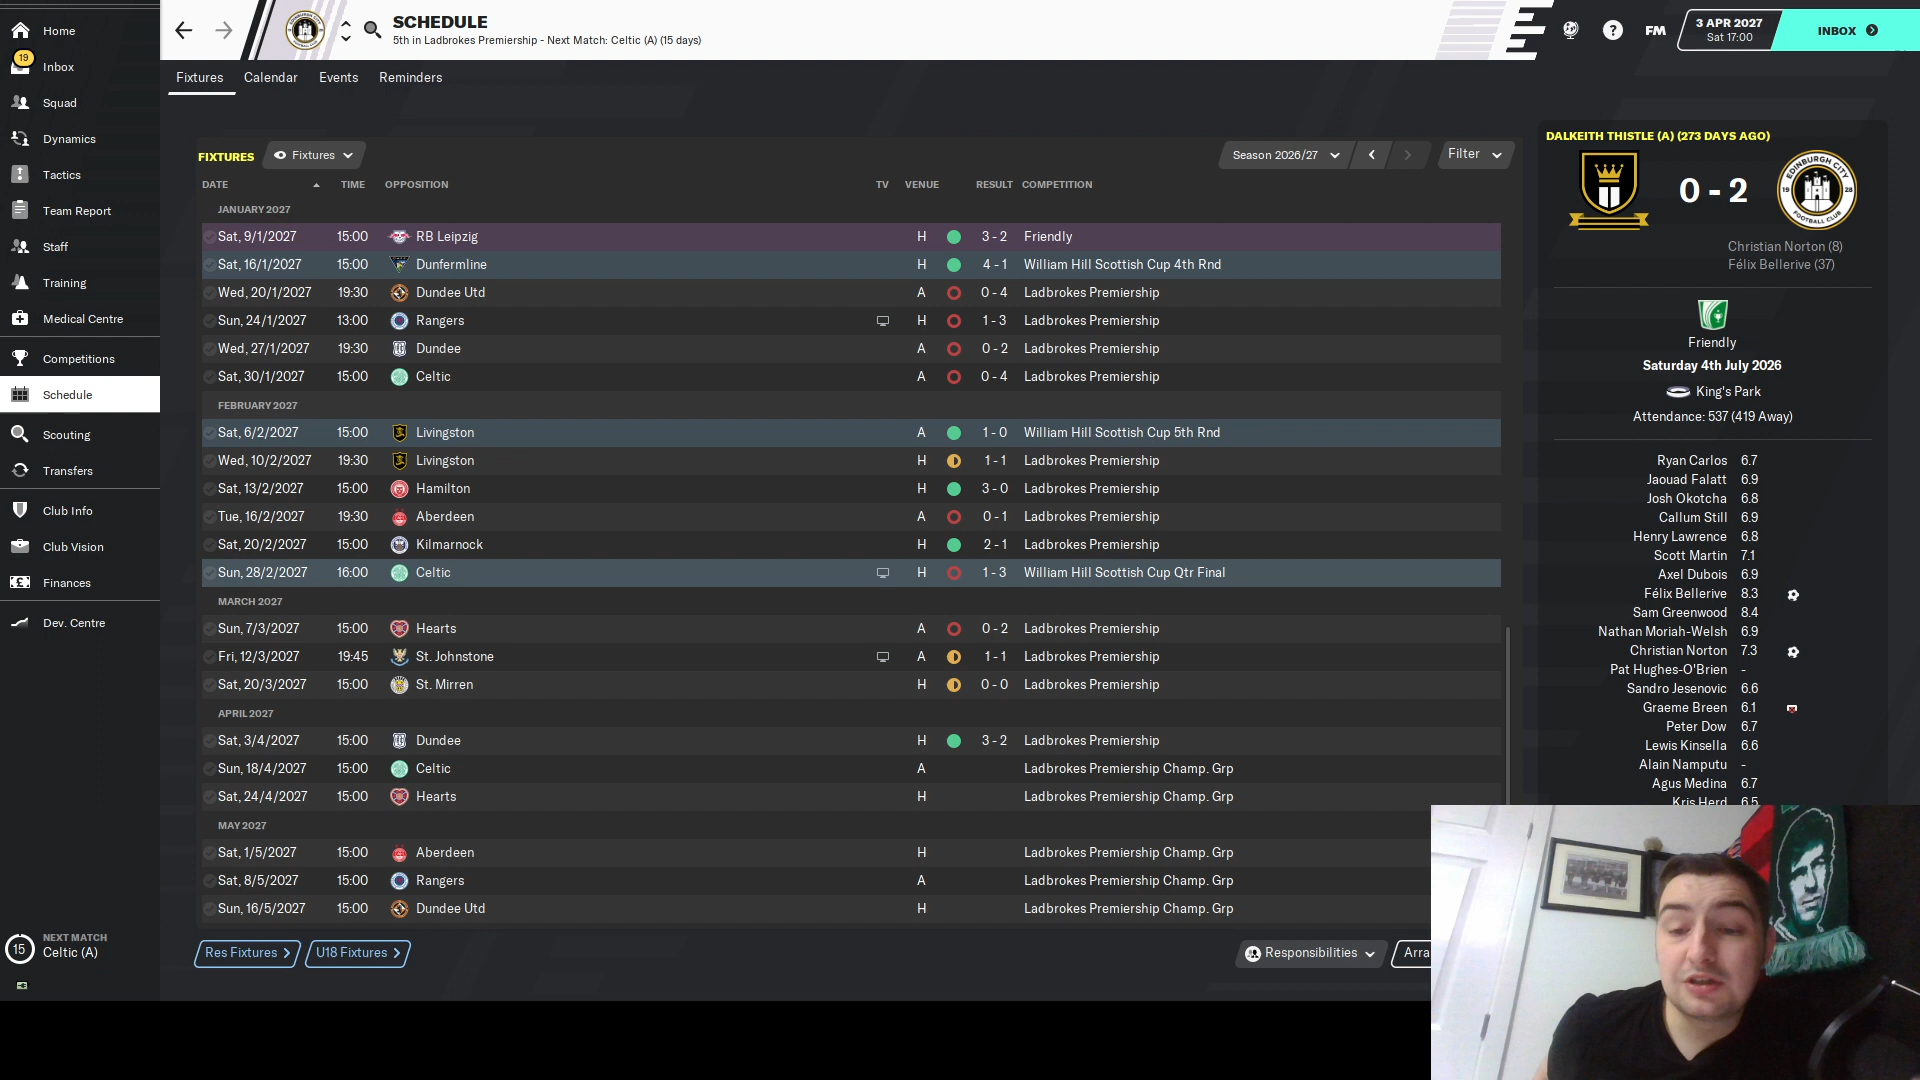 Home
19
Inbox
Squad
Dynamics
Tactics
Team Report
Staff
Training
Medical Centre
Competitions
Schedule
Scouting
Transfers
Club Info
Club Vision
Finances
Dev. Centre
15
NEXT MATCH
Celtic (A)
SCHEDULE
5th in Ladbrokes Premiership - Next Match: Celtic (A) (15 days)
? FM
3 APR 2027
Sat 17:00
INBOX
Fixtures Calendar Events Reminders
FIXTURES Fixtures Season 2026/27 Filter
DATE TIME OPPOSITION TV VENUE RESULT COMPETITION
JANUARY 2027
Sat, 9/1/2027 15:00 RB Leipzig H 3 - 2 Friendly
Sat, 16/1/2027 15:00 Dunfermline H 4 - 1 William Hill Scottish Cup 4th Rnd
Wed, 20/1/2027 19:30 Dundee Utd A 0 - 4 Ladbrokes Premiership
Sun, 24/1/2027 13:00 Rangers H 1 - 3 Ladbrokes Premiership
Wed, 27/1/2027 19:30 Dundee A 0 - 2 Ladbrokes Premiership
Sat, 30/1/2027 15:00 Celtic A 0 - 4 Ladbrokes Premiership
FEBRUARY 2027
Sat, 6/2/2027 15:00 Livingston A 1 - 0 William Hill Scottish Cup 5th Rnd
Wed, 10/2/2027 19:30 Livingston H 1 - 1 Ladbrokes Premiership
Sat, 13/2/2027 15:00 Hamilton H 3 - 0 Ladbrokes Premiership
Tue, 16/2/2027 19:30 Aberdeen A 0 - 1 Ladbrokes Premiership
Sat, 20/2/2027 15:00 Kilmarnock H 2 - 1 Ladbrokes Premiership
Sun, 28/2/2027 16:00 Celtic H 1 - 3 William Hill Scottish Cup Qtr Final
MARCH 2027
Sun, 7/3/2027 15:00 Hearts A 0 - 2 Ladbrokes Premiership
Fri, 12/3/2027 19:45 St. Johnstone A 1 - 1 Ladbrokes Premiership
Sat, 20/3/2027 15:00 St. Mirren H 0 - 0 Ladbrokes Premiership
APRIL 2027
Sat, 3/4/2027 15:00 Dundee H 3 - 2 Ladbrokes Premiership
Sun, 18/4/2027 15:00 Celtic A Ladbrokes Premiership Champ. Grp
Sat, 24/4/2027 15:00 Hearts H Ladbrokes Premiership Champ. Grp
MAY 2027
Sat, 1/5/2027 15:00 Aberdeen H Ladbrokes Premiership Champ. Grp
Sat, 8/5/2027 15:00 Rangers A Ladbrokes Premiership Champ. Grp
Sun, 16/5/2027 15:00 Dundee Utd H Ladbrokes Premiership Champ. Grp
Res Fixtures U18 Fixtures Responsibilities Arra
DALKEITH THISTLE (A) (273 DAYS AGO)
0 - 2
EDINBURGH CITY
19 28
FOOTBALL CLUB
Christian Norton (8)
Félix Bellerive (37)
Friendly
Saturday 4th July 2026
King's Park
Attendance: 537 (419 Away)
Ryan Carlos 6.7
Jaouad Falatt 6.9
Josh Okotcha 6.8
Callum Still 6.9
Henry Lawrence 6.8
Scott Martin 7.1
Axel Dubois 6.9
Félix Bellerive 8.3
Sam Greenwood 8.4
Nathan Moriah-Welsh 6.9
Christian Norton 7.3
Pat Hughes-O'Brien -
Sandro Jesenovic 6.6
Graeme Breen 6.1
Peter Dow 6.7
Lewis Kinsella 6.6
Alain Namputu -
Agus Medina 6.7
Kris Herd 6.5